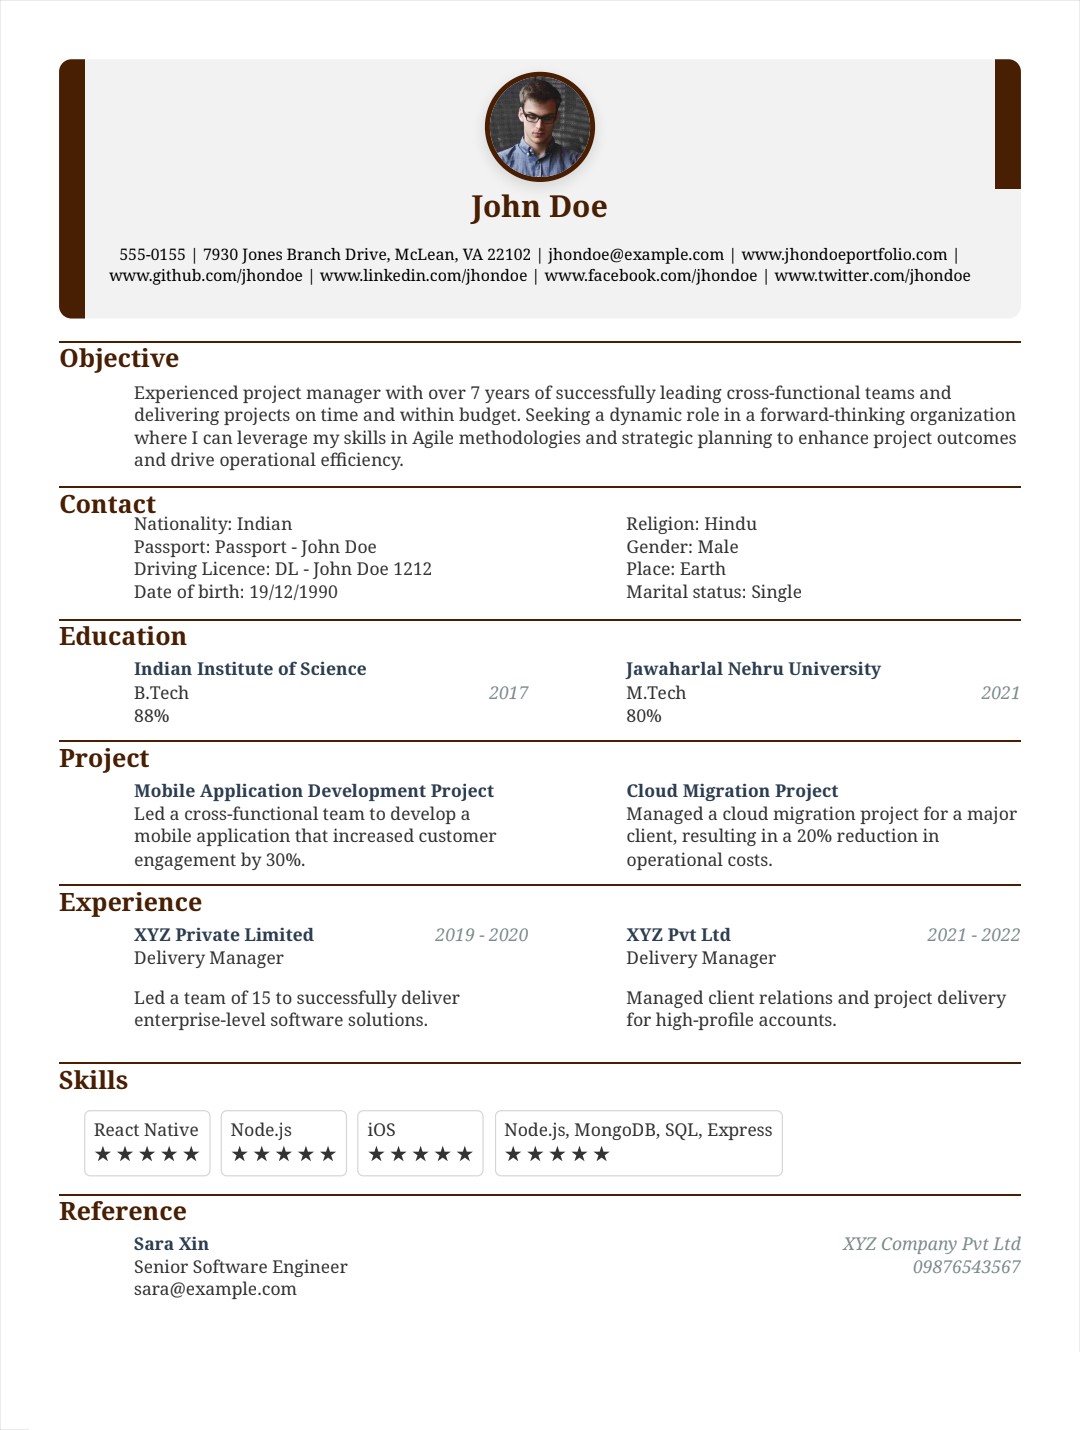 John Doe
555-0155 | 7930 Jones Branch Drive, McLean, VA 22102 | jhondoe@example.com | www.jhondoeportfolio.com |
www.github.com/jhondoe | www.linkedin.com/jhondoe | www.facebook.com/jhondoe | www.twitter.com/jhondoe
Objective
Experienced project manager with over 7 years of successfully leading cross-functional teams and
delivering projects on time and within budget. Seeking a dynamic role in a forward-thinking organization
where I can leverage my skills in Agile methodologies and strategic planning to enhance project outcomes
and drive operational efficiency.
Contact
Nationality: Indian
Passport: Passport - John Doe
Driving Licence: DL - John Doe 1212
Date of birth: 19/12/1990
Religion: Hindu
Gender: Male
Place: Earth
Marital status: Single
Education
Indian Institute of Science
B.Tech 2017
88%
Jawaharlal Nehru University
M.Tech 2021
80%
Project
Mobile Application Development Project
Led a cross-functional team to develop a
mobile application that increased customer
engagement by 30%.
Cloud Migration Project
Managed a cloud migration project for a major
client, resulting in a 20% reduction in
operational costs.
Experience
XYZ Private Limited 2019 - 2020
Delivery Manager
Led a team of 15 to successfully deliver
enterprise-level software solutions.
XYZ Pvt Ltd 2021 - 2022
Delivery Manager
Managed client relations and project delivery
for high-profile accounts.
Skills
React Native
★★★★★
Node.js
★★★★★
iOS
★★★★★
Node.js, MongoDB, SQL, Express
★★★★★
Reference
Sara Xin XYZ Company Pvt Ltd
Senior Software Engineer 09876543567
sara@example.com